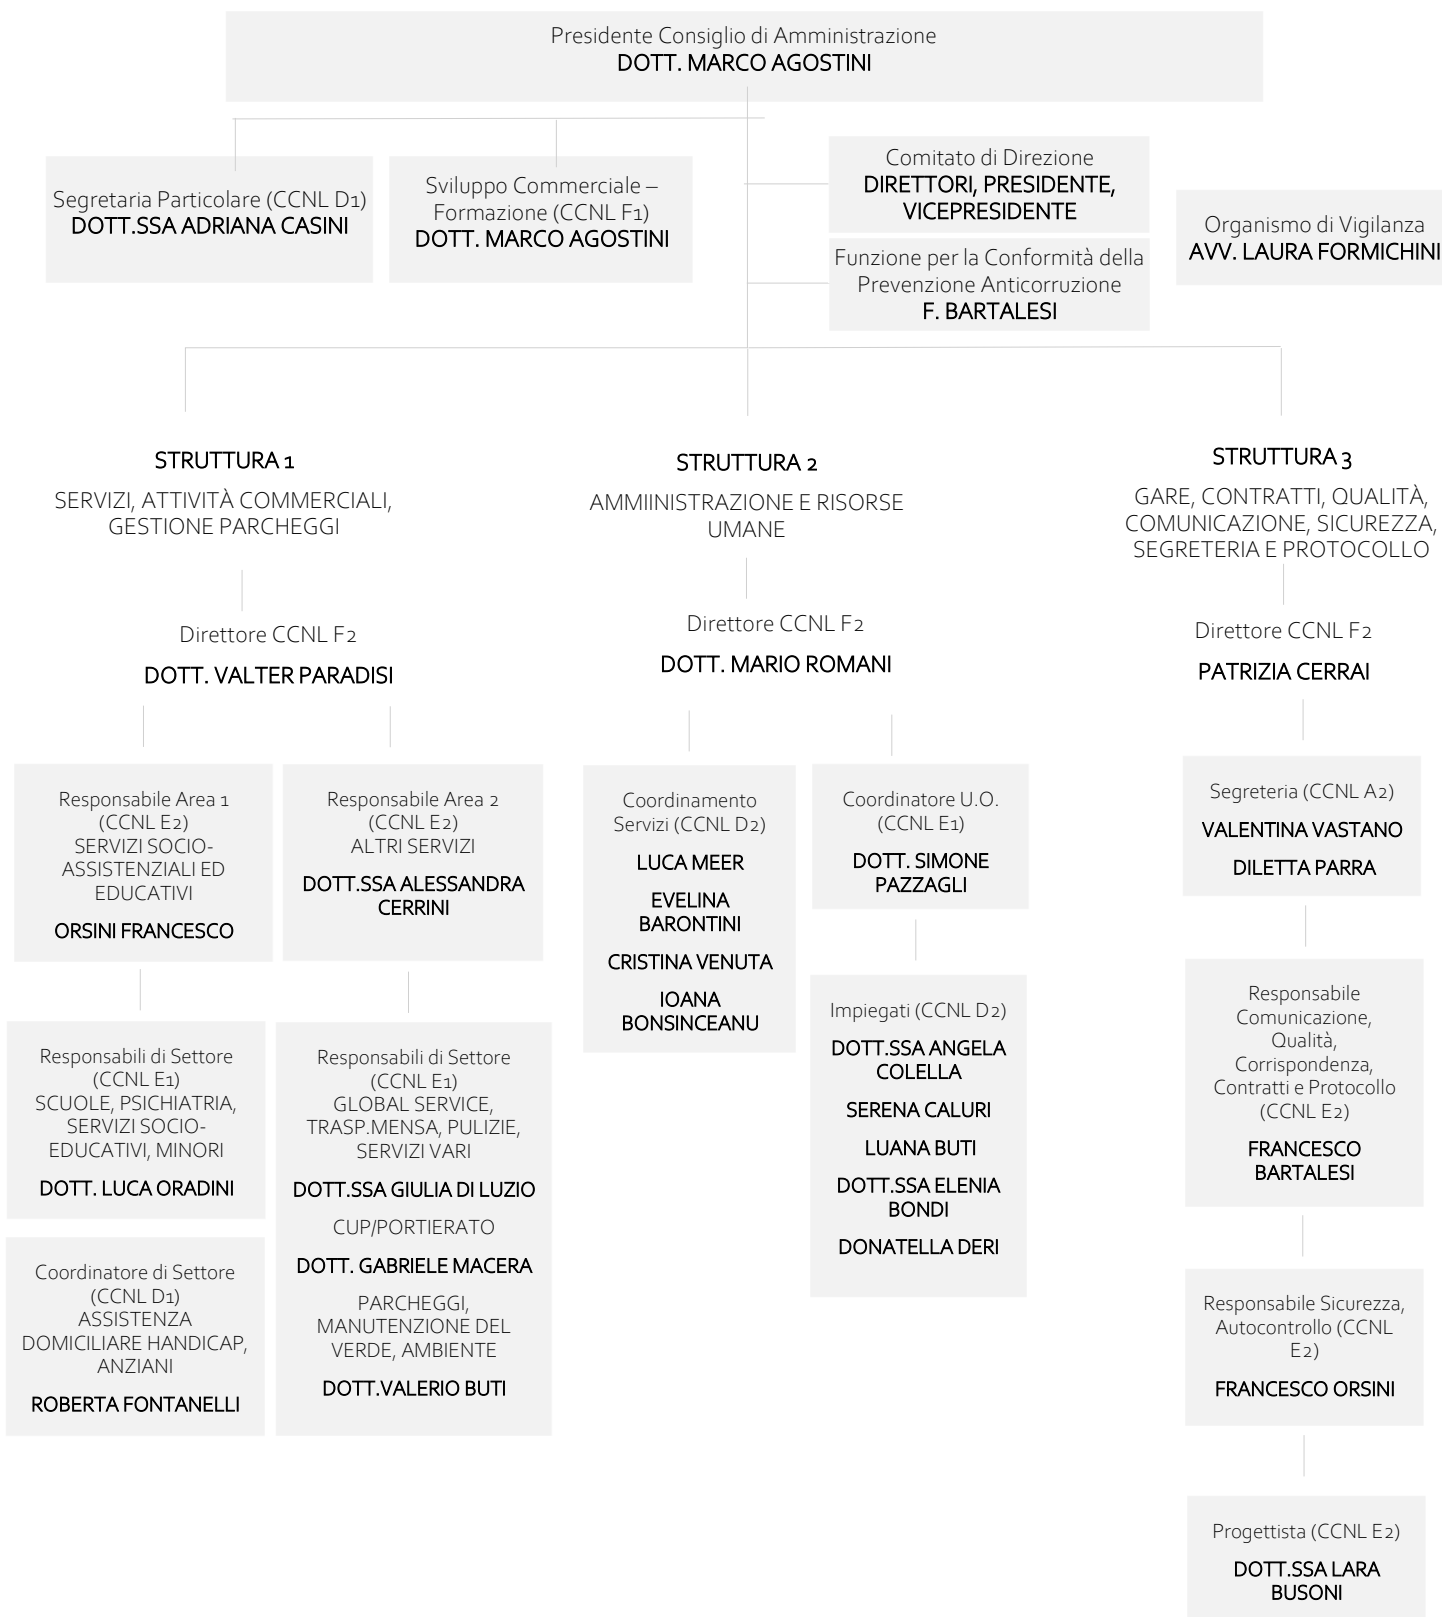 Presidente Consiglio di Amministrazione
DOTT. MARCO AGOSTINI
Segretaria Particolare (CCNL D1)
DOTT.SSA ADRIANA CASINI
Sviluppo Commerciale –
Formazione (CCNL F1)
DOTT. MARCO AGOSTINI
Comitato di Direzione
DIRETTORI, PRESIDENTE,
VICEPRESIDENTE
Funzione per la Conformità della
Prevenzione Anticorruzione
F. BARTALESI
Organismo di Vigilanza
AVV. LAURA FORMICHINI
STRUTTURA 1
SERVIZI, ATTIVITÀ COMMERCIALI,
GESTIONE PARCHEGGI
Direttore CCNL F2
DOTT. VALTER PARADISI
Responsabile Area 1
(CCNL E2)
SERVIZI SOCIO-
ASSISTENZIALI ED
EDUCATIVI
ORSINI FRANCESCO
Responsabili di Settore
(CCNL E1)
SCUOLE, PSICHIATRIA,
SERVIZI SOCIO-
EDUCATIVI, MINORI
DOTT. LUCA ORADINI
Coordinatore di Settore
(CCNL D1)
ASSISTENZA
DOMICILIARE HANDICAP,
ANZIANI
ROBERTA FONTANELLI
Responsabile Area 2
(CCNL E2)
ALTRI SERVIZI
DOTT.SSA ALESSANDRA
CERRINI
Responsabili di Settore
(CCNL E1)
GLOBAL SERVICE,
TRASP.MENSA, PULIZIE,
SERVIZI VARI
DOTT.SSA GIULIA DI LUZIO
CUP/PORTIERATO
DOTT. GABRIELE MACERA
PARCHEGGI,
MANUTENZIONE DEL
VERDE, AMBIENTE
DOTT.VALERIO BUTI
STRUTTURA 2
AMMIINISTRAZIONE E RISORSE
UMANE
Direttore CCNL F2
DOTT. MARIO ROMANI
Coordinamento
Servizi (CCNL D2)
LUCA MEER
EVELINA
BARONTINI
CRISTINA VENUTA
IOANA
BONSINCEANU
Coordinatore U.O.
(CCNL E1)
DOTT. SIMONE
PAZZAGLI
Impiegati (CCNL D2)
DOTT.SSA ANGELA
COLELLA
SERENA CALURI
LUANA BUTI
DOTT.SSA ELENIA
BONDI
DONATELLA DERI
STRUTTURA 3
GARE, CONTRATTI, QUALITÀ,
COMUNICAZIONE, SICUREZZA,
SEGRETERIA E PROTOCOLLO
Direttore CCNL F2
PATRIZIA CERRAI
Segreteria (CCNL A2)
VALENTINA VASTANO
DILETTA PARRA
Responsabile
Comunicazione,
Qualità,
Corrispondenza,
Contratti e Protocollo
(CCNL E2)
FRANCESCO
BARTALESI
Responsabile Sicurezza,
Autocontrollo (CCNL
E2)
FRANCESCO ORSINI
Progettista (CCNL E2)
DOTT.SSA LARA
BUSONI